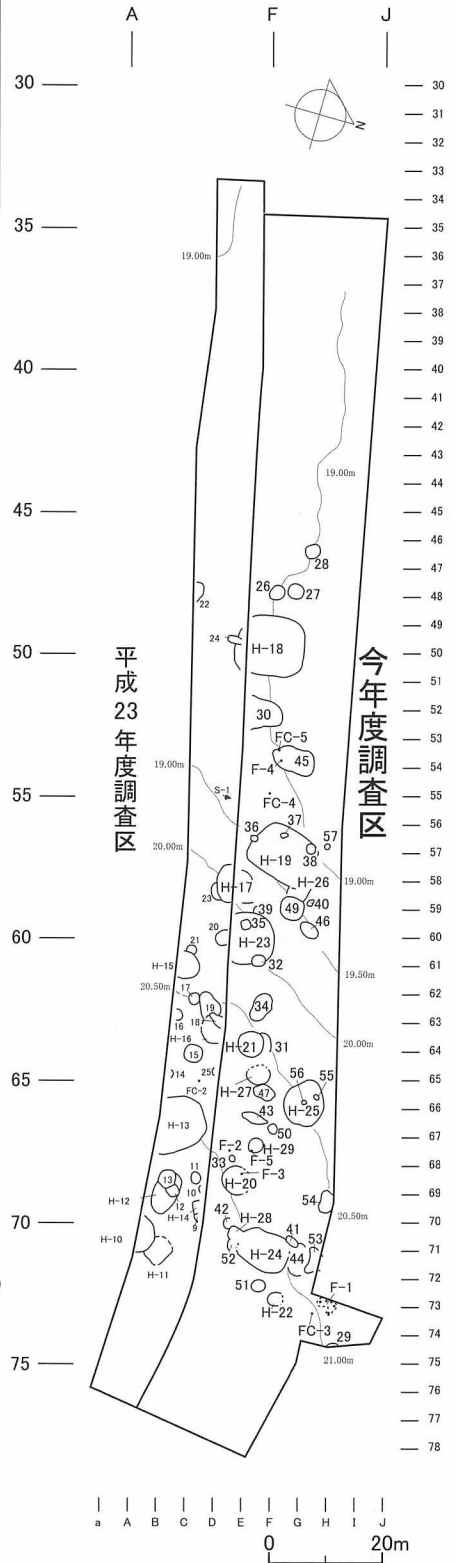 A F J
30
30
31
32
33
34
35
35
19.00m
36
37
38
39
40
40
41
42
43
19.00m
44
45
45
46
28
47
26
27
48
22
49
24
H-18
50
50
51
平成23年度調査区
今年度調査区
30
52
FC-5
53
F-4
45
54
19.00m
S-1
FC-4
55
55
36
37
57
56
20.00m
H-19
38
57
H-17
H-26
19.00m
58
23
39
49
40
59
20
35
H-23
46
60
60
21
H-15
32
19.50m
61
20.50m
17
19
34
62
16
18
63
H-16
H-21
31
20.00m
15
64
14
25
H-27
56
55
65
65
FC-2
47
H-25
66
H-13
43
50
67
F-2
H-29
F-5
33
F-3
68
13
11
H-20
H-12
10
54
69
12
H-14
42
H-28
20.50m
70
70
9
H-10
41
53
52
H-24
44
71
H-11
51
72
H-22
F-1
73
FC-3
29
74
75
21.00m
75
76
77
78
a A B C D E F G H I J
0 20m
N